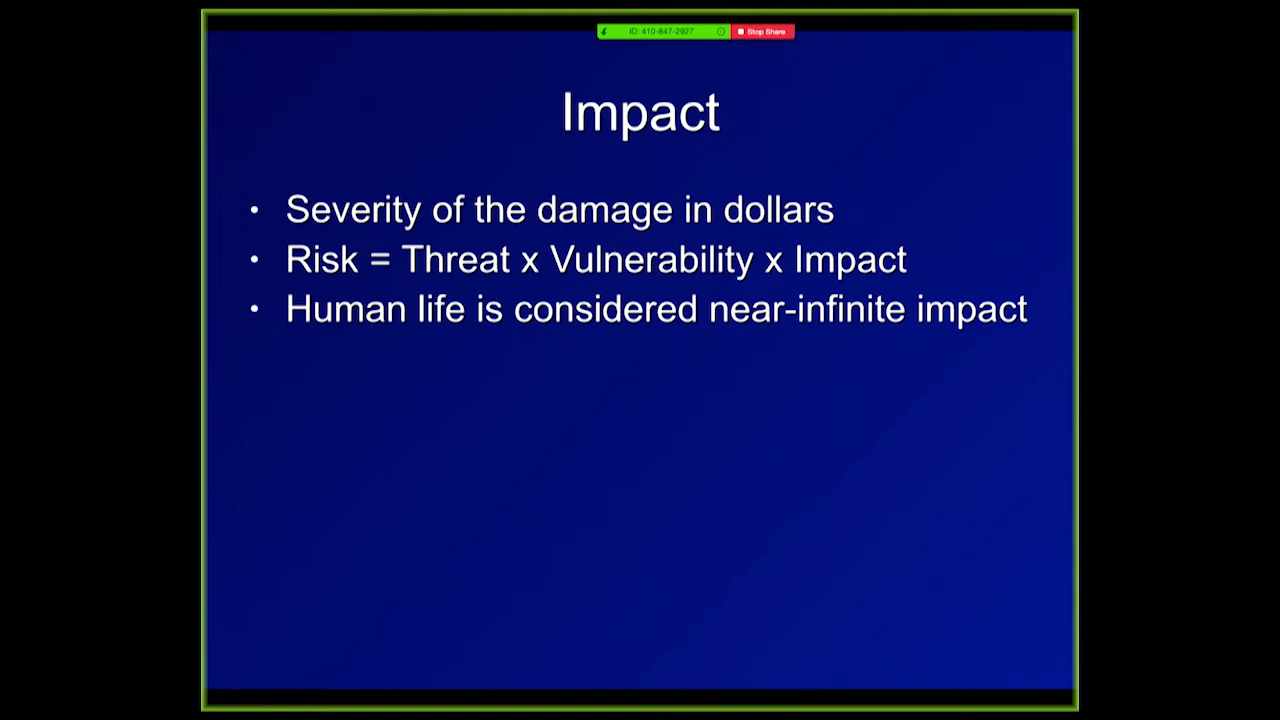 ID: 410-847-2927
Stop Share
Impact
• Severity of the damage in dollars
• Risk = Threat x Vulnerability x Impact
• Human life is considered near-infinite impact